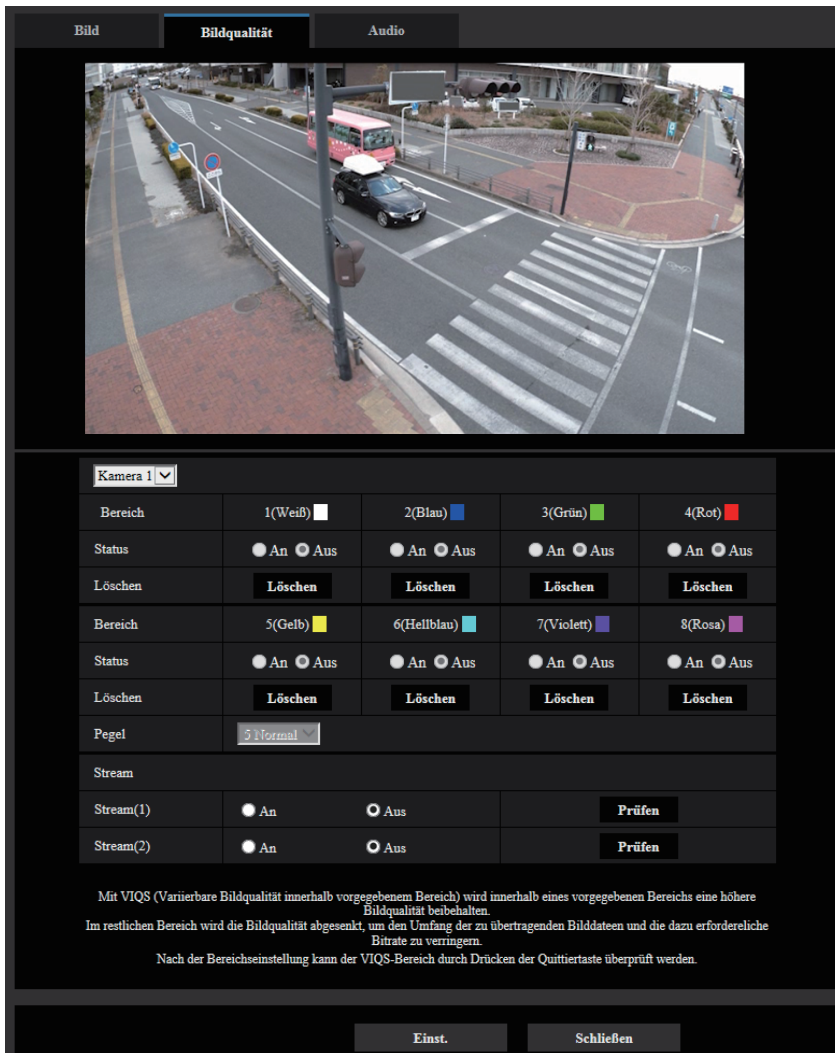 Bild Bildqualität Audio
Kamera 1
Bereich 1(Weiß) 2(Blau) 3(Grün) 4(Rot)
Status An Aus An Aus An Aus An Aus
Löschen Löschen Löschen Löschen Löschen
Bereich 5(Gelb) 6(Hellblau) 7(Violett) 8(Rosa)
Status An Aus An Aus An Aus An Aus
Löschen Löschen Löschen Löschen Löschen
Pegel 5 Normal
Stream
Stream(1) An Aus Prüfen
Stream(2) An Aus Prüfen
Mit VIQS (Variierbare Bildqualität innerhalb vorgegebenem Bereich) wird innerhalb eines vorgegebenen Bereichs eine höhere
Bildqualität beibehalten.
Im restlichen Bereich wird die Bildqualität abgesenkt, um den Umfang der zu übertragenden Bilddateen und die dazu erfordereliche
Bitrate zu verringern.
Nach der Bereichseinstellung kann der VIQS-Bereich durch Drücken der Quittiertaste überprüft werden.
Einst. Schließen